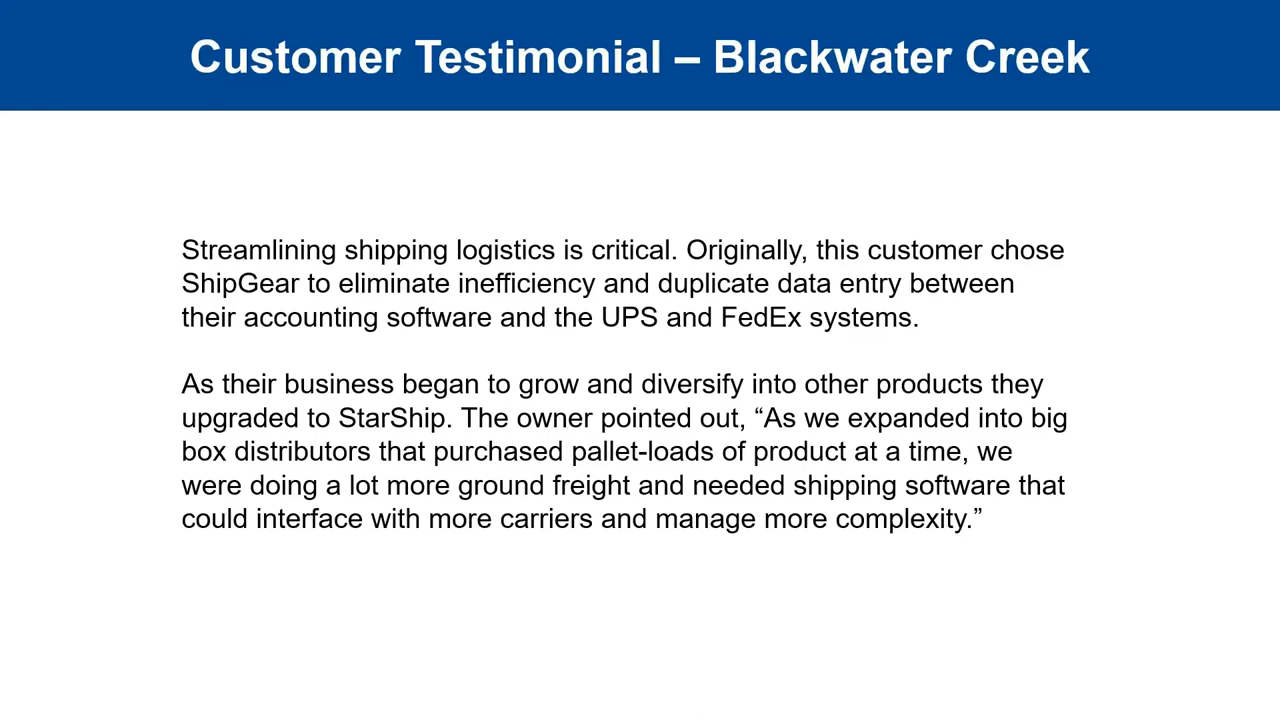 Customer Testimonial – Blackwater Creek
Streamlining shipping logistics is critical. Originally, this customer chose
ShipGear to eliminate inefficiency and duplicate data entry between
their accounting software and the UPS and FedEx systems.
As their business began to grow and diversify into other products they
upgraded to StarShip. The owner pointed out, “As we expanded into big
box distributors that purchased pallet-loads of product at a time, we
were doing a lot more ground freight and needed shipping software that
could interface with more carriers and manage more complexity.”